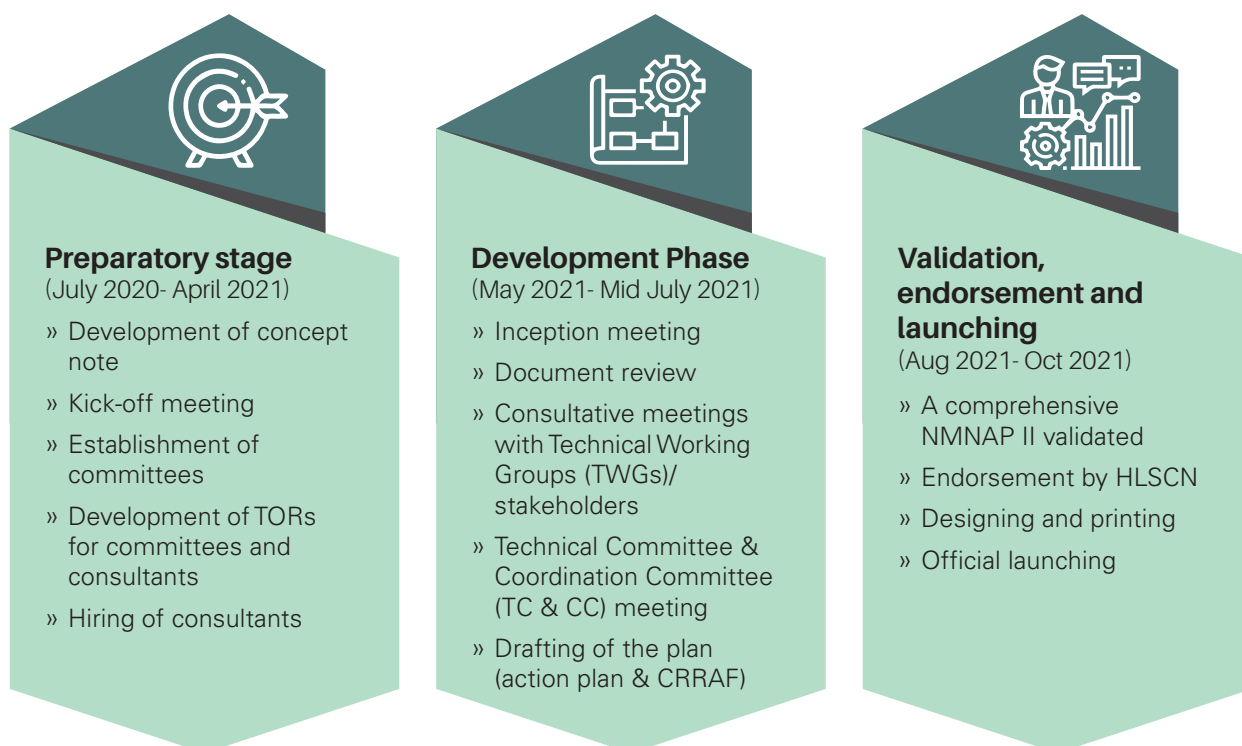 Preparatory stage
(July 2020- April 2021)
» Development of concept
note
» Kick-off meeting
» Establishment of
committees
» Development of TORs
for committees and
consultants
» Hiring of consultants
Development Phase
(May 2021- Mid July 2021)
» Inception meeting
» Document review
» Consultative meetings
with Technical Working
Groups (TWGs)/
stakeholders
» Technical Committee &
Coordination Committee
(TC & CC) meeting
» Drafting of the plan
(action plan & CRRAF)
Validation,
endorsement and
launching
(Aug 2021- Oct 2021)
» A comprehensive
NMNAP II validated
» Endorsement by HLSCN
» Designing and printing
» Official launching